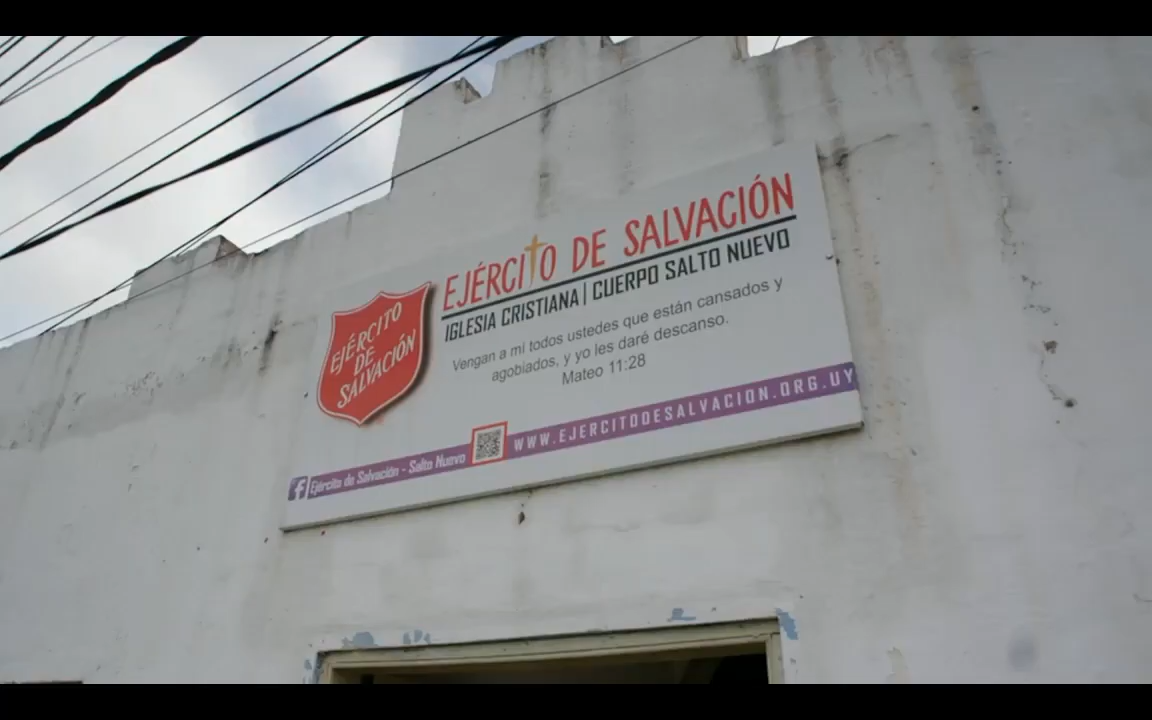 EJÉRCITO DE SALVACIÓN
IGLESIA CRISTIANA | CUERPO SALTO NUEVO
EJÉRCITO
DE
SALVACIÓN
Vengan a mí todos ustedes que están cansados y
agobiados, y yo les daré descanso.
Mateo 11:28
Ejército de Salvación - Salto Nuevo
WWW.EJERCITODESALVACION.ORG.UY